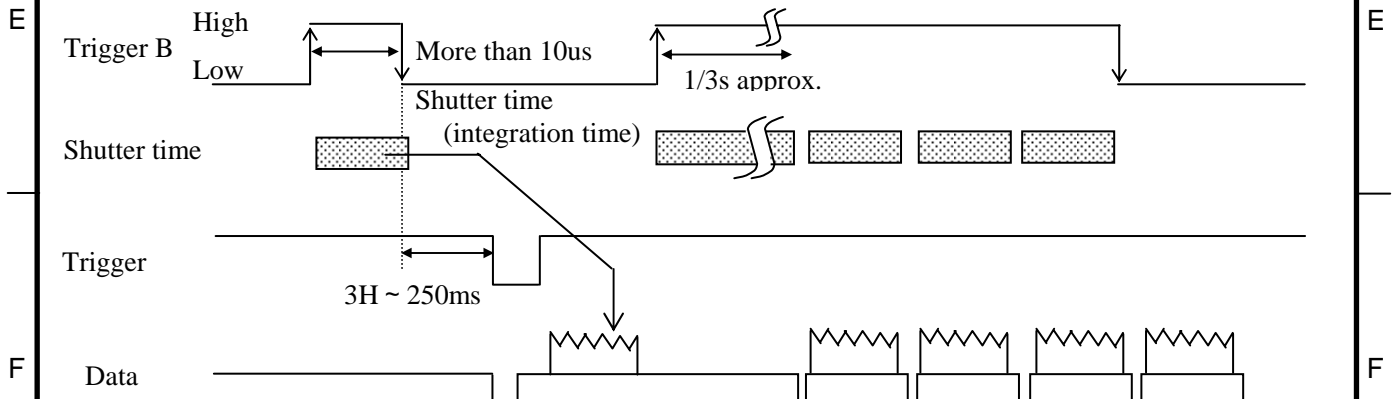 E
High
E
Trigger B
More than 10us
Low
1/3s approx.
Shutter time
(integration time)
Shutter time
Trigger
3H ~ 250ms
F
Data
F